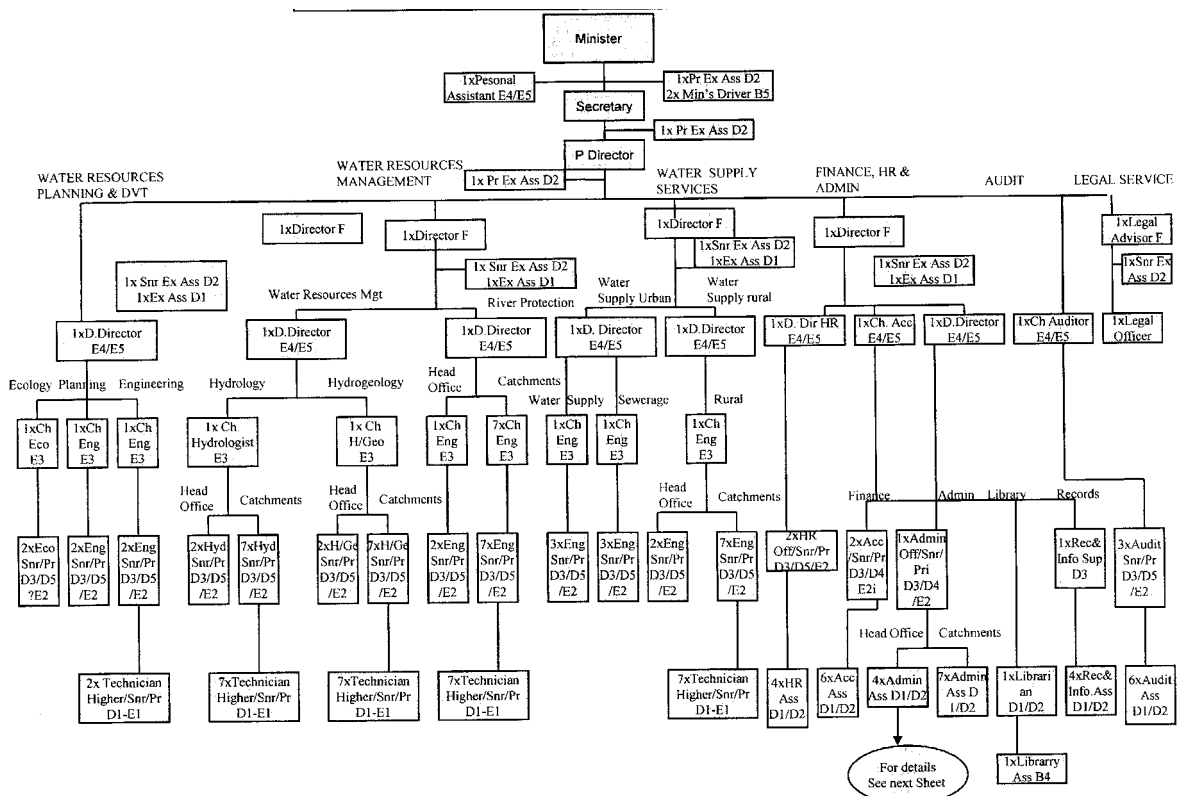 Minister
1xPesonal
Assistant E4/E5
1xPr Ex Ass D2
2x Min's Driver B5
Secretary
1x Pr Ex Ass D2
P Director
1x Pr Ex Ass D2
WATER RESOURCES
PLANNING & DVT
WATER RESOURCES
MANAGEMENT
WATER SUPPLY
SERVICES
FINANCE, HR &
ADMIN
AUDIT
LEGAL SERVICE
1xDirector F
1xDirector F
1xDirector F
1xDirector F
1xLegal
Advisor F
1x Snr Ex Ass D2
1xEx Ass D1
1x Snr Ex Ass D2
1xEx Ass D1
1xSnr Ex Ass D2
1xEx Ass D1
1xSnr Ex Ass D2
1xEx Ass D1
1xSnr Ex
Ass D2
Water Resources Mgt
River Protection
Water
Supply Urban
Water
Supply rural
1xD.Director
E4/E5
1xD.Director
E4/E5
1xD.Director
E4/E5
1xD. Director
E4/E5
1xD.Director
E4/E5
1xD. Dir HR
E4/E5
1xCh. Acc
E4/E5
1xD.Director
E4/E5
1xCh Auditor
E4/E5
1xLegal
Officer
Ecology
Planning
Engineering
Hydrology
Hydrogeology
Head
Office
Catchments
Water Supply
Sewerage
Rural
1xCh
Eco
E3
1xCh
Eng
E3
1xCh
Eng
E3
1x Ch.
Hydrologist
E3
1x Ch
H/Geo
E3
1xCh
Eng
E3
7xCh
Eng
E3
1xCh
Eng
E3
1xCh
Eng
E3
1xCh
Eng
E3
Head
Office
Catchments
Head
Office
Catchments
Head
Office
Catchments
Finance
Admin
Library
Records
2xEco
Snr/Pr
D3/D5
?E2
2xEng
Snr/Pr
D3/D5
/E2
2xEng
Snr/Pr
D3/D5
/E2
2xHyd
Snr/Pr
D3/D5
/E2
7xHyd
Snr/Pr
D3/D5
/E2
2xH/Ge
Snr/Pr
D3/D5
/E2
7xH/Ge
Snr/Pr
D3/D5
/E2
2xEng
Snr/Pr
D3/D5
/E2
7xEng
Snr/Pr
D3/D5
/E2
3xEng
Snr/Pr
D3/D5
/E2
3xEng
Snr/Pr
D3/D5
/E2
2xEng
Snr/Pr
D3/D5
/E2
7xEng
Snr/Pr
D3/D5
/E2
2xHR
Off/Snr/Pr
D3/D5/E2
2xAcc
/Snr/Pr
D3/D4
E2i
1xAdmin
Off/Snr/
Pri
D3/D4
/E2
1xRec&
Info Sup
D3
3xAudit
Snr/Pr
D3/D5
/E2
Head Office
Catchments
2x Technician
Higher/Snr/Pr
D1-E1
7xTechnician
Higher/Snr/Pr
D1-E1
7xTechnician
Higher/Snr/Pr
D1-E1
7xTechnician
Higher/Snr/Pr
D1-E1
7xTechnician
Higher/Snr/Pr
D1-E1
4xHR
Ass
D1/D2
6xAcc
Ass
D1/D2
4xAdmin
Ass D1/D2
7xAdmin
Ass D
1/D2
1xLibrari
an
D1/D2
4xRec&
Info.Ass
D1/D2
6xAudit
Ass
D1/D2
For details
See next Sheet
1xLibrarry
Ass B4